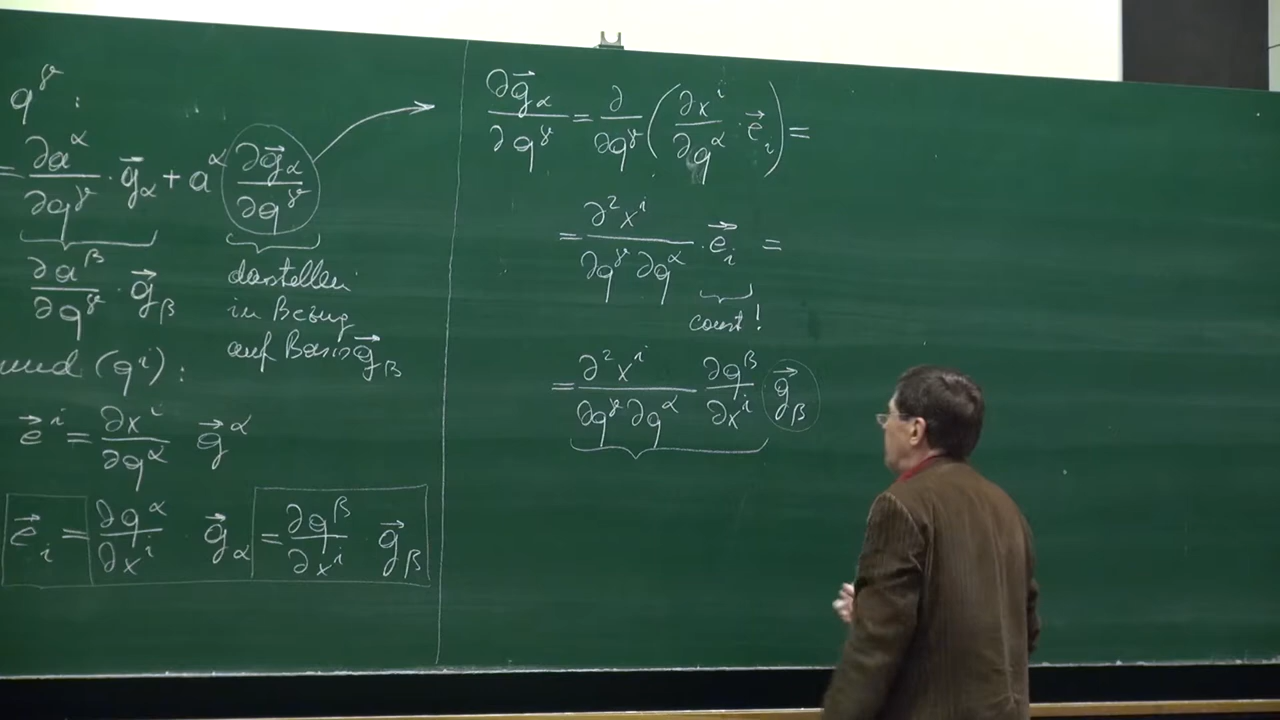 q^γ :
= ∂a^α/∂q^γ · g⃗_α + a^α ∂g⃗_α/∂q^γ
∂a^β/∂q^γ · g⃗_β
darstellen
in Bezug
auf Basis g⃗_β
und (q^i) :
e⃗^i = ∂x^i/∂q^α g⃗^α
e⃗_i = ∂q^α/∂x^i · g⃗_α = ∂q^β/∂x^i · g⃗_β
∂g⃗_α/∂q^γ = ∂/∂q^γ (∂x^i/∂q^α · e⃗_i) =
= ∂²x^i/∂q^γ∂q^α · e⃗_i =
const!
= ∂²x^i/∂q^γ∂q^α ∂q^β/∂x^i g⃗_β